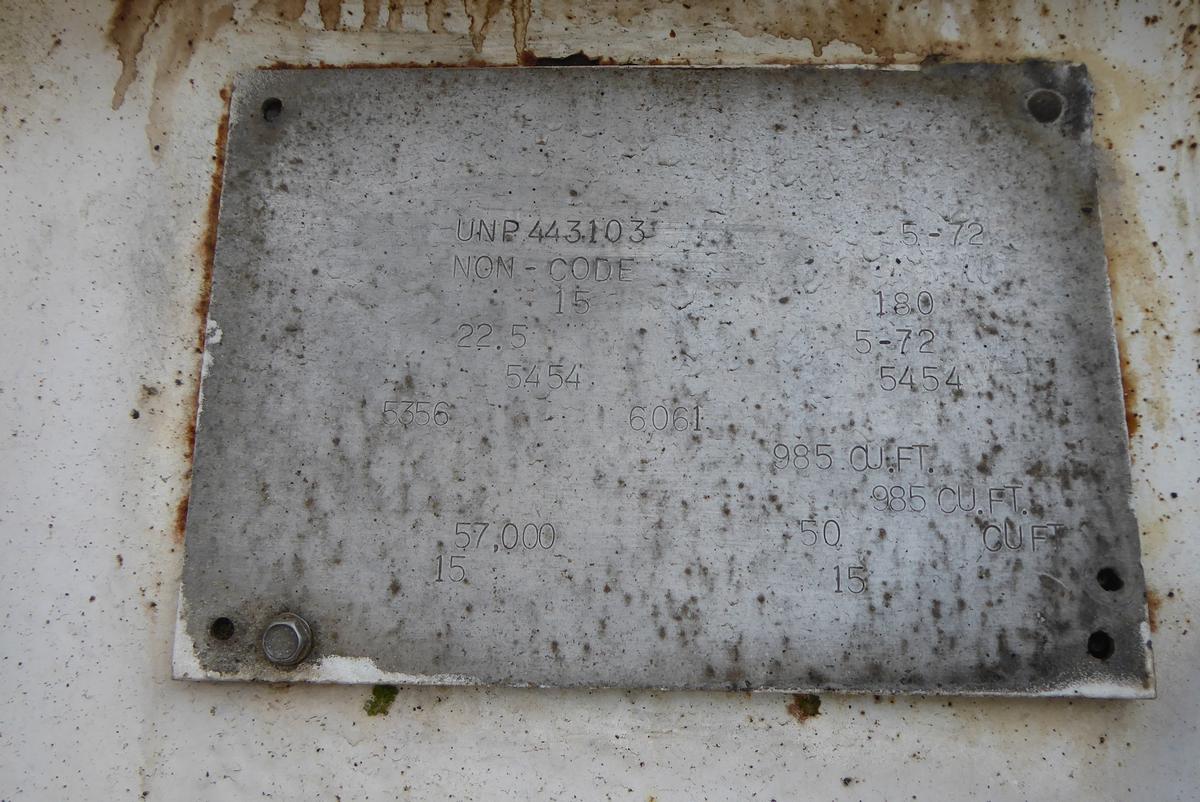 UNP 443103 5-72
NON-CODE
15 180
22.5 5-72
5454 5454
5356 6061
985 CU.FT.
985 CU.FT.
57,000 50 CU FT
15 15